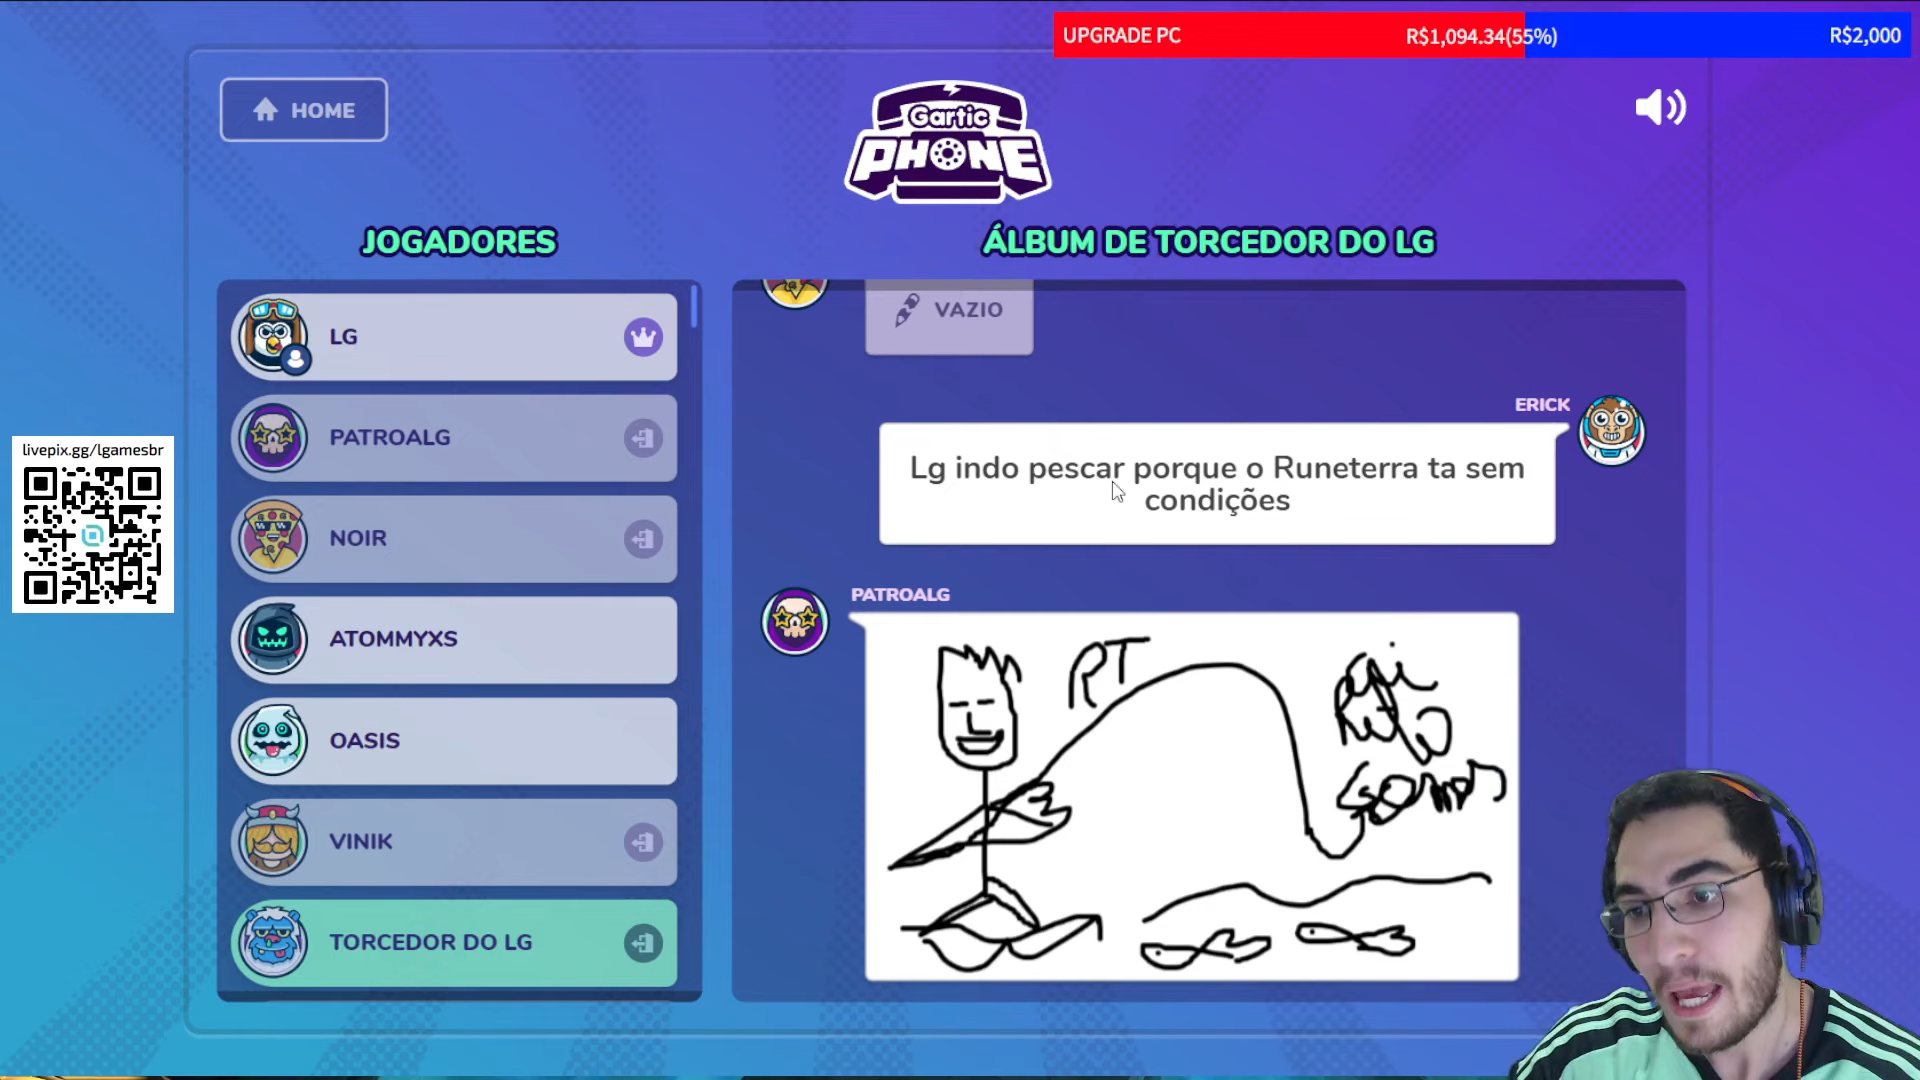 UPGRADE PC R$1,094.34(55%) R$2,000
HOME
Gartic
PHONE
JOGADORES
ÁLBUM DE TORCEDOR DO LG
LG
PATROALG
NOIR
ATOMMYXS
OASIS
VINIK
TORCEDOR DO LG
livepix.gg/lgamesbr
VAZIO
ERICK
Lg indo pescar porque o Runeterra ta sem
condições
PATROALG